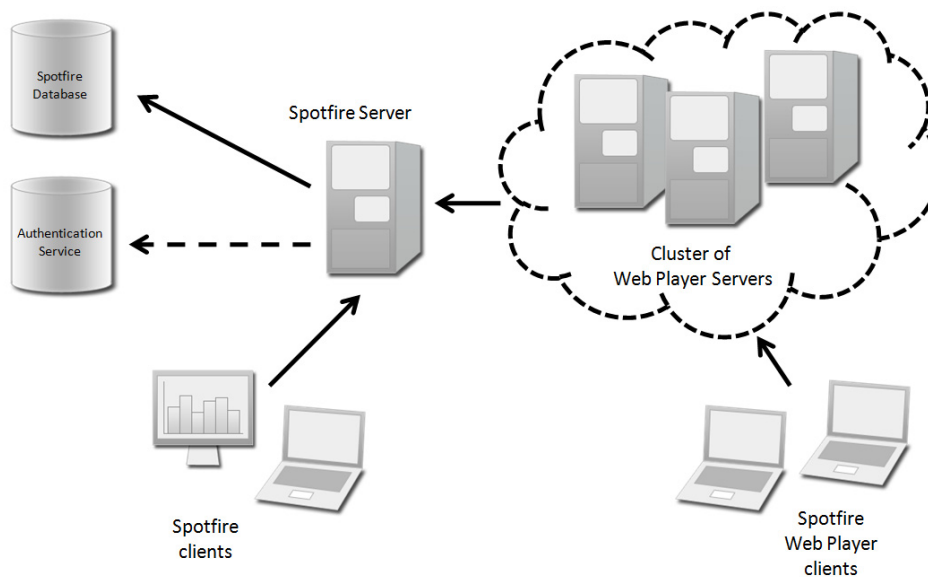 Spotfire
Database
Spotfire Server
Authentication
Service
Cluster of
Web Player Servers
Spotfire
clients
Spotfire
Web Player
clients